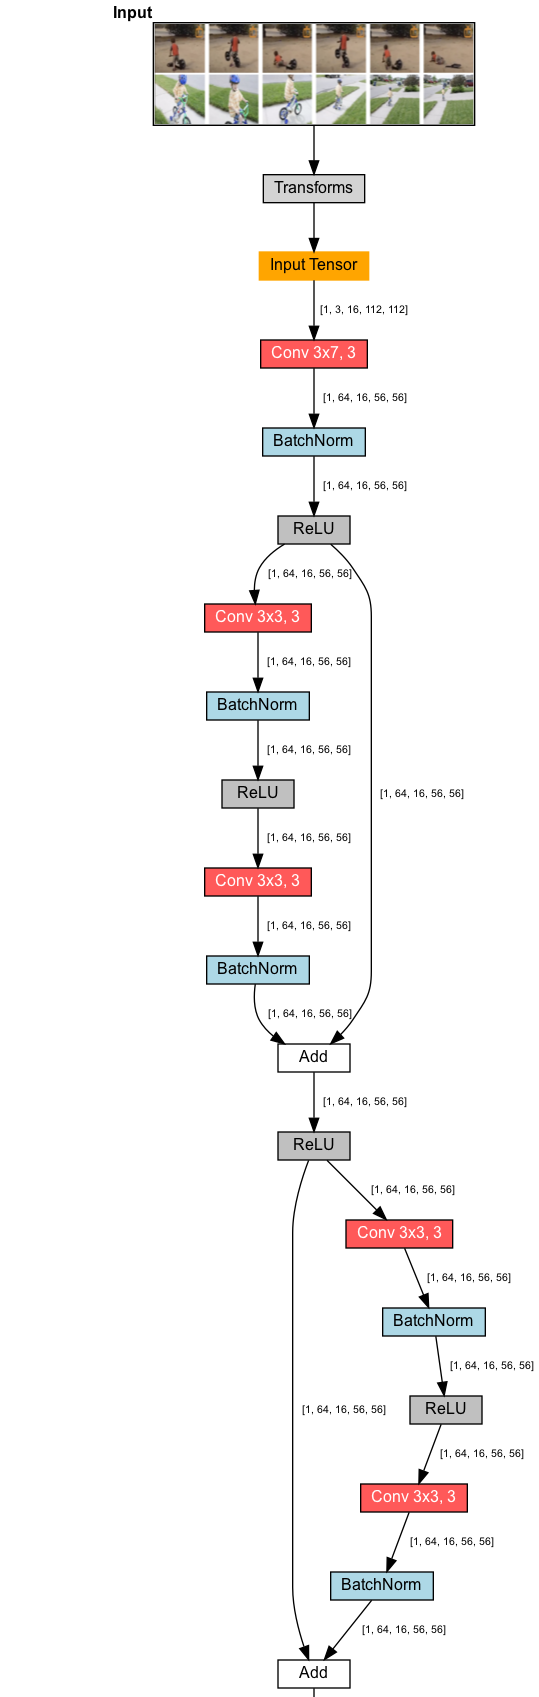 Input
Transforms
Input Tensor
[1, 3, 16, 112, 112]
Conv 3x7, 3
[1, 64, 16, 56, 56]
BatchNorm
[1, 64, 16, 56, 56]
ReLU
[1, 64, 16, 56, 56]
Conv 3x3, 3
[1, 64, 16, 56, 56]
BatchNorm
[1, 64, 16, 56, 56]
ReLU
[1, 64, 16, 56, 56]
[1, 64, 16, 56, 56]
Conv 3x3, 3
[1, 64, 16, 56, 56]
BatchNorm
[1, 64, 16, 56, 56]
Add
[1, 64, 16, 56, 56]
ReLU
[1, 64, 16, 56, 56]
Conv 3x3, 3
[1, 64, 16, 56, 56]
BatchNorm
[1, 64, 16, 56, 56]
ReLU
[1, 64, 16, 56, 56]
[1, 64, 16, 56, 56]
Conv 3x3, 3
[1, 64, 16, 56, 56]
BatchNorm
[1, 64, 16, 56, 56]
Add